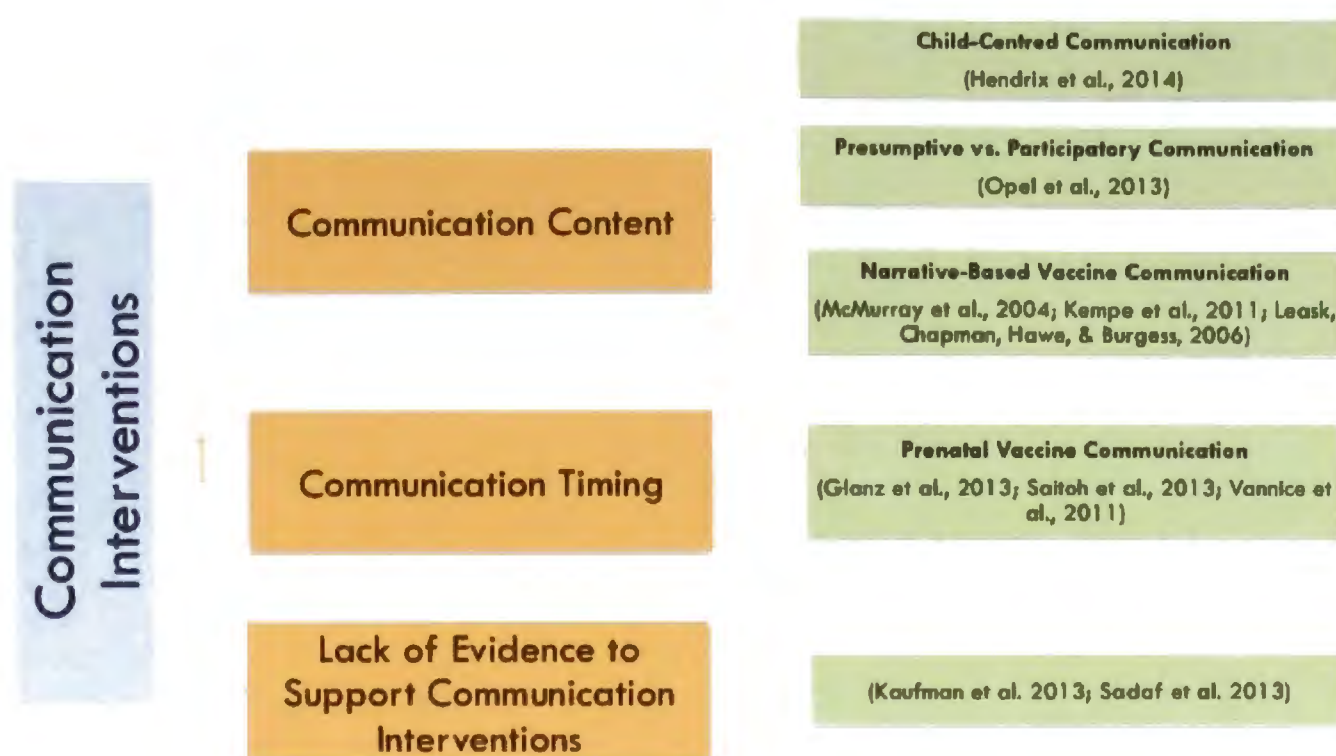 Communication
Interventions
Communication Content
Child-Centred Communication
(Hendrix et al., 2014)
Presumptive vs. Participatory Communication
(Opel et al., 2013)
Narrative-Based Vaccine Communication
(McMurray et al., 2004; Kempe et al., 2011; Leask,
Chapman, Hawe, & Burgess, 2006)
Communication Timing
Prenatal Vaccine Communication
(Glanz et al., 2013; Saitoh et al., 2013; Vannice et
al., 2011)
Lack of Evidence to
Support Communication
Interventions
(Kaufman et al. 2013; Sadaf et al. 2013)